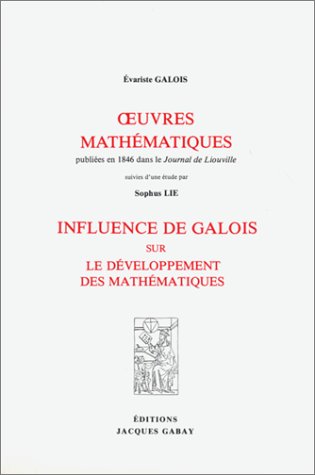 Évariste GALOIS
ŒUVRES
MATHÉMATIQUES
publiées en 1846 dans le Journal de Liouville
suivies d'une étude par
Sophus LIE
INFLUENCE DE GALOIS
SUR
LE DÉVELOPPEMENT
DES MATHÉMATIQUES
ÉDITIONS
JACQUES GABAY